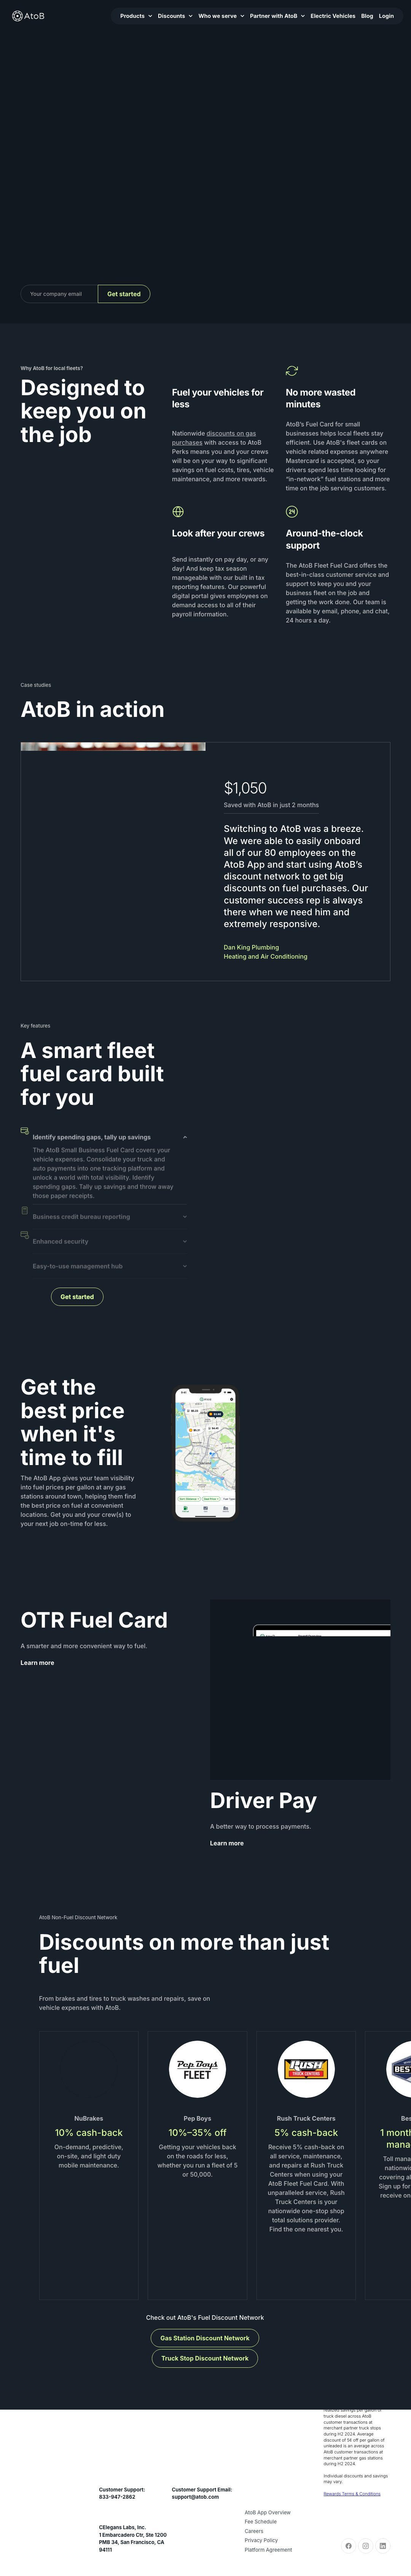 AtoB
Products
Discounts
Who we serve
Partner with AtoB
Electric Vehicles
Blog
Login
Your company email
Get started
Why AtoB for local fleets?
Designed to
keep you on
the job
Fuel your vehicles for
less
Nationwide discounts on gas
purchases with access to AtoB
Perks means you and your crews
will be on your way to significant
savings on fuel costs, tires, vehicle
maintenance, and more rewards.
No more wasted
minutes
AtoB's Fuel Card for small
businesses helps local fleets stay
efficient. Use AtoB's fleet cards on
vehicle related expenses anywhere
Mastercard is accepted, so your
drivers spend less time looking for
"in-network" fuel stations and more
time on the job serving customers.
Look after your crews
Send instantly on pay day, or any
day! And keep tax season
manageable with our built in tax
reporting features. Our powerful
digital portal gives employees on
demand access to all of their
payroll information.
24
Around-the-clock
support
The AtoB Fleet Fuel Card offers the
best-in-class customer service and
support to keep you and your
business fleet on the job and
getting the work done. Our team is
available by email, phone, and chat,
24 hours a day.
Case studies
AtoB in action
$1,050
Saved with AtoB in just 2 months
Switching to AtoB was a breeze.
We were able to easily onboard
all of our 80 employees on the
AtoB App and start using AtoB's
discount network to get big
discounts on fuel purchases. Our
customer success rep is always
there when we need him and
extremely responsive.
Dan King Plumbing
Heating and Air Conditioning
Key features
A smart fleet
fuel card built
for you
Identify spending gaps, tally up savings
The AtoB Small Business Fuel Card covers your
vehicle expenses. Consolidate your truck and
auto payments into one tracking platform and
unlock a world with total visibility. Identify
spending gaps. Tally up savings and throw away
those paper receipts.
Business credit bureau reporting
Enhanced security
Easy-to-use management hub
Get started
Get the
best price
when it's
time to fill
The AtoB App gives your team visibility
into fuel prices per gallon at any gas
stations around town, helping them find
the best price on fuel at convenient
locations. Get you and your crew(s) to
your next job on-time for less.
OTR Fuel Card
A smarter and more convenient way to fuel.
Learn more
Driver Pay
A better way to process payments.
Learn more
AtoB Non-Fuel Discount Network
Discounts on more than just
fuel
From brakes and tires to truck washes and repairs, save on
vehicle expenses with AtoB.
NuBrakes
10% cash-back
On-demand, predictive,
on-site, and light duty
mobile maintenance.
Pep Boys
FLEET
Pep Boys
10%–35% off
Getting your vehicles back
on the roads for less,
whether you run a fleet of 5
or 50,000.
RUSH
TRUCK CENTERS
Rush Truck Centers
5% cash-back
Receive 5% cash-back on
all service, maintenance,
and repairs at Rush Truck
Centers when using your
AtoB Fleet Fuel Card. With
unparalleled service, Rush
Truck Centers is your
nationwide one-stop shop
total solutions provider.
Find the one nearest you.
BEST
Bes
1 month
mana
Toll mana
nationwi
covering al
Sign up for
receive on
Check out AtoB's Fuel Discount Network
Gas Station Discount Network
Truck Stop Discount Network
truck diesel across AtoB
customer transactions at
merchant partner truck stops
during H2 2024. Average
discount of 5¢ off per gallon of
unleaded is an average across
AtoB customer transactions at
merchant partner gas stations
during H2 2024.
Individual discounts and savings
may vary.
Rewards Terms & Conditions
Customer Support:
833-947-2862
Customer Support Email:
support@atob.com
CElegans Labs, Inc.
1 Embarcadero Ctr, Ste 1200
PMB 34, San Francisco, CA
94111
AtoB App Overview
Fee Schedule
Careers
Privacy Policy
Platform Agreement